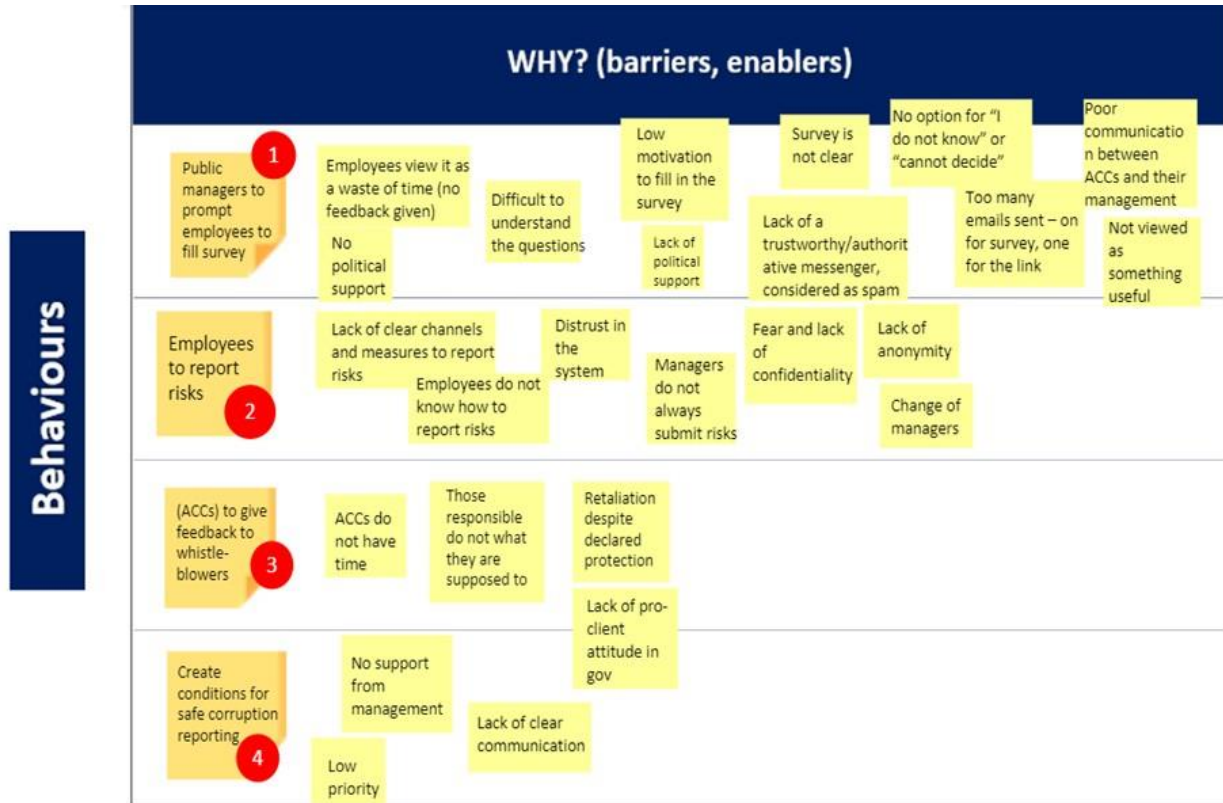 WHY? (barriers, enablers)
Behaviours
Public
managers to
prompt
employees to
fill survey
1
Employees view it as
a waste of time (no
feedback given)
No
political
support
Difficult to
understand
the questions
Low
motivation
to fill in the
survey
Lack of
political
support
Survey is
not clear
Lack of a
trustworthy/authorit
ative messenger,
considered as spam
No option for “I
do not know” or
“cannot decide”
Too many
emails sent – on
for survey, one
for the link
Poor
communicatio
n between
ACCs and their
management
Not viewed
as
something
useful
Employees
to report
risks
2
Lack of clear channels
and measures to report
risks
Employees do not
know how to
report risks
Distrust in
the
system
Managers
do not
always
submit risks
Fear and lack
of
confidentiality
Lack of
anonymity
Change of
managers
(ACCs) to give
feedback to
whistle-
blowers
3
ACCs do
not have
time
Those
responsible
do not what
they are
supposed to
Retaliation
despite
declared
protection
Lack of pro-
client
attitude in
gov
Create
conditions for
safe corruption
reporting
4
No support
from
management
Low
priority
Lack of clear
communication